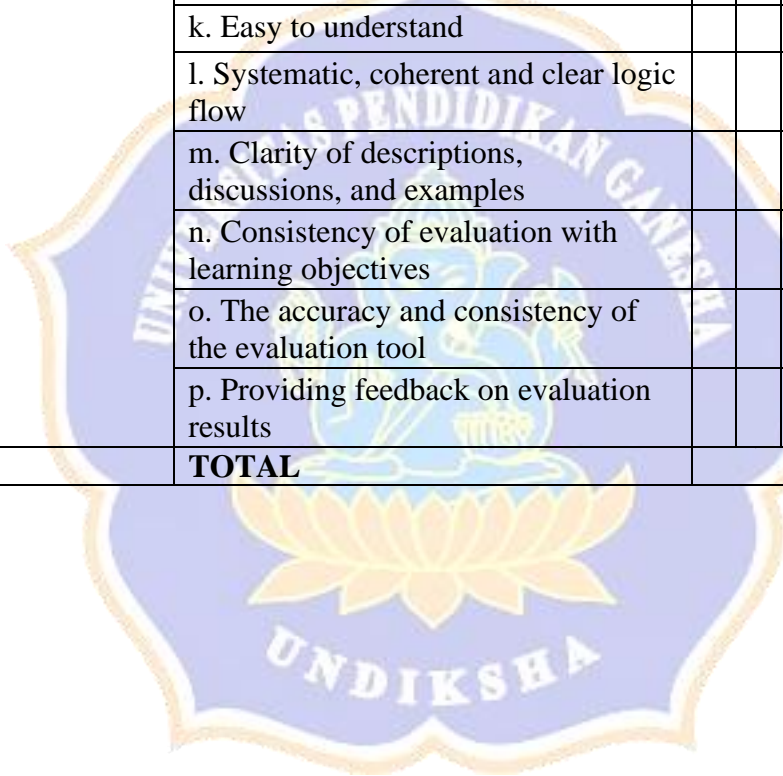 k. Easy to understand
l. Systematic, coherent and clear logic
flow
m. Clarity of descriptions,
discussions, and examples
n. Consistency of evaluation with
learning objectives
o. The accuracy and consistency of
the evaluation tool
p. Providing feedback on evaluation
results
TOTAL
UNIVERSITAS PENDIDIKAN GANESHA
UNDIKSHA